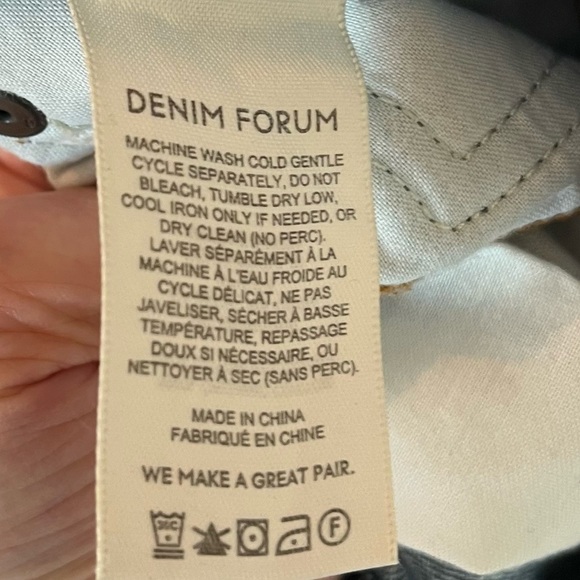 DENIM FORUM
MACHINE WASH COLD GENTLE
CYCLE SEPARATELY, DO NOT
BLEACH, TUMBLE DRY LOW,
COOL IRON ONLY IF NEEDED, OR
DRY CLEAN (NO PERC).
LAVER SÉPARÉMENT À LA
MACHINE À L'EAU FROIDE AU
CYCLE DÉLICAT, NE PAS
JAVELISER, SÉCHER À BASSE
TEMPÉRATURE, REPASSAGE
DOUX SI NÉCESSAIRE, OU
NETTOYER À SEC (SANS PERC).
MADE IN CHINA
FABRIQUÉ EN CHINE
WE MAKE A GREAT PAIR.
30C F